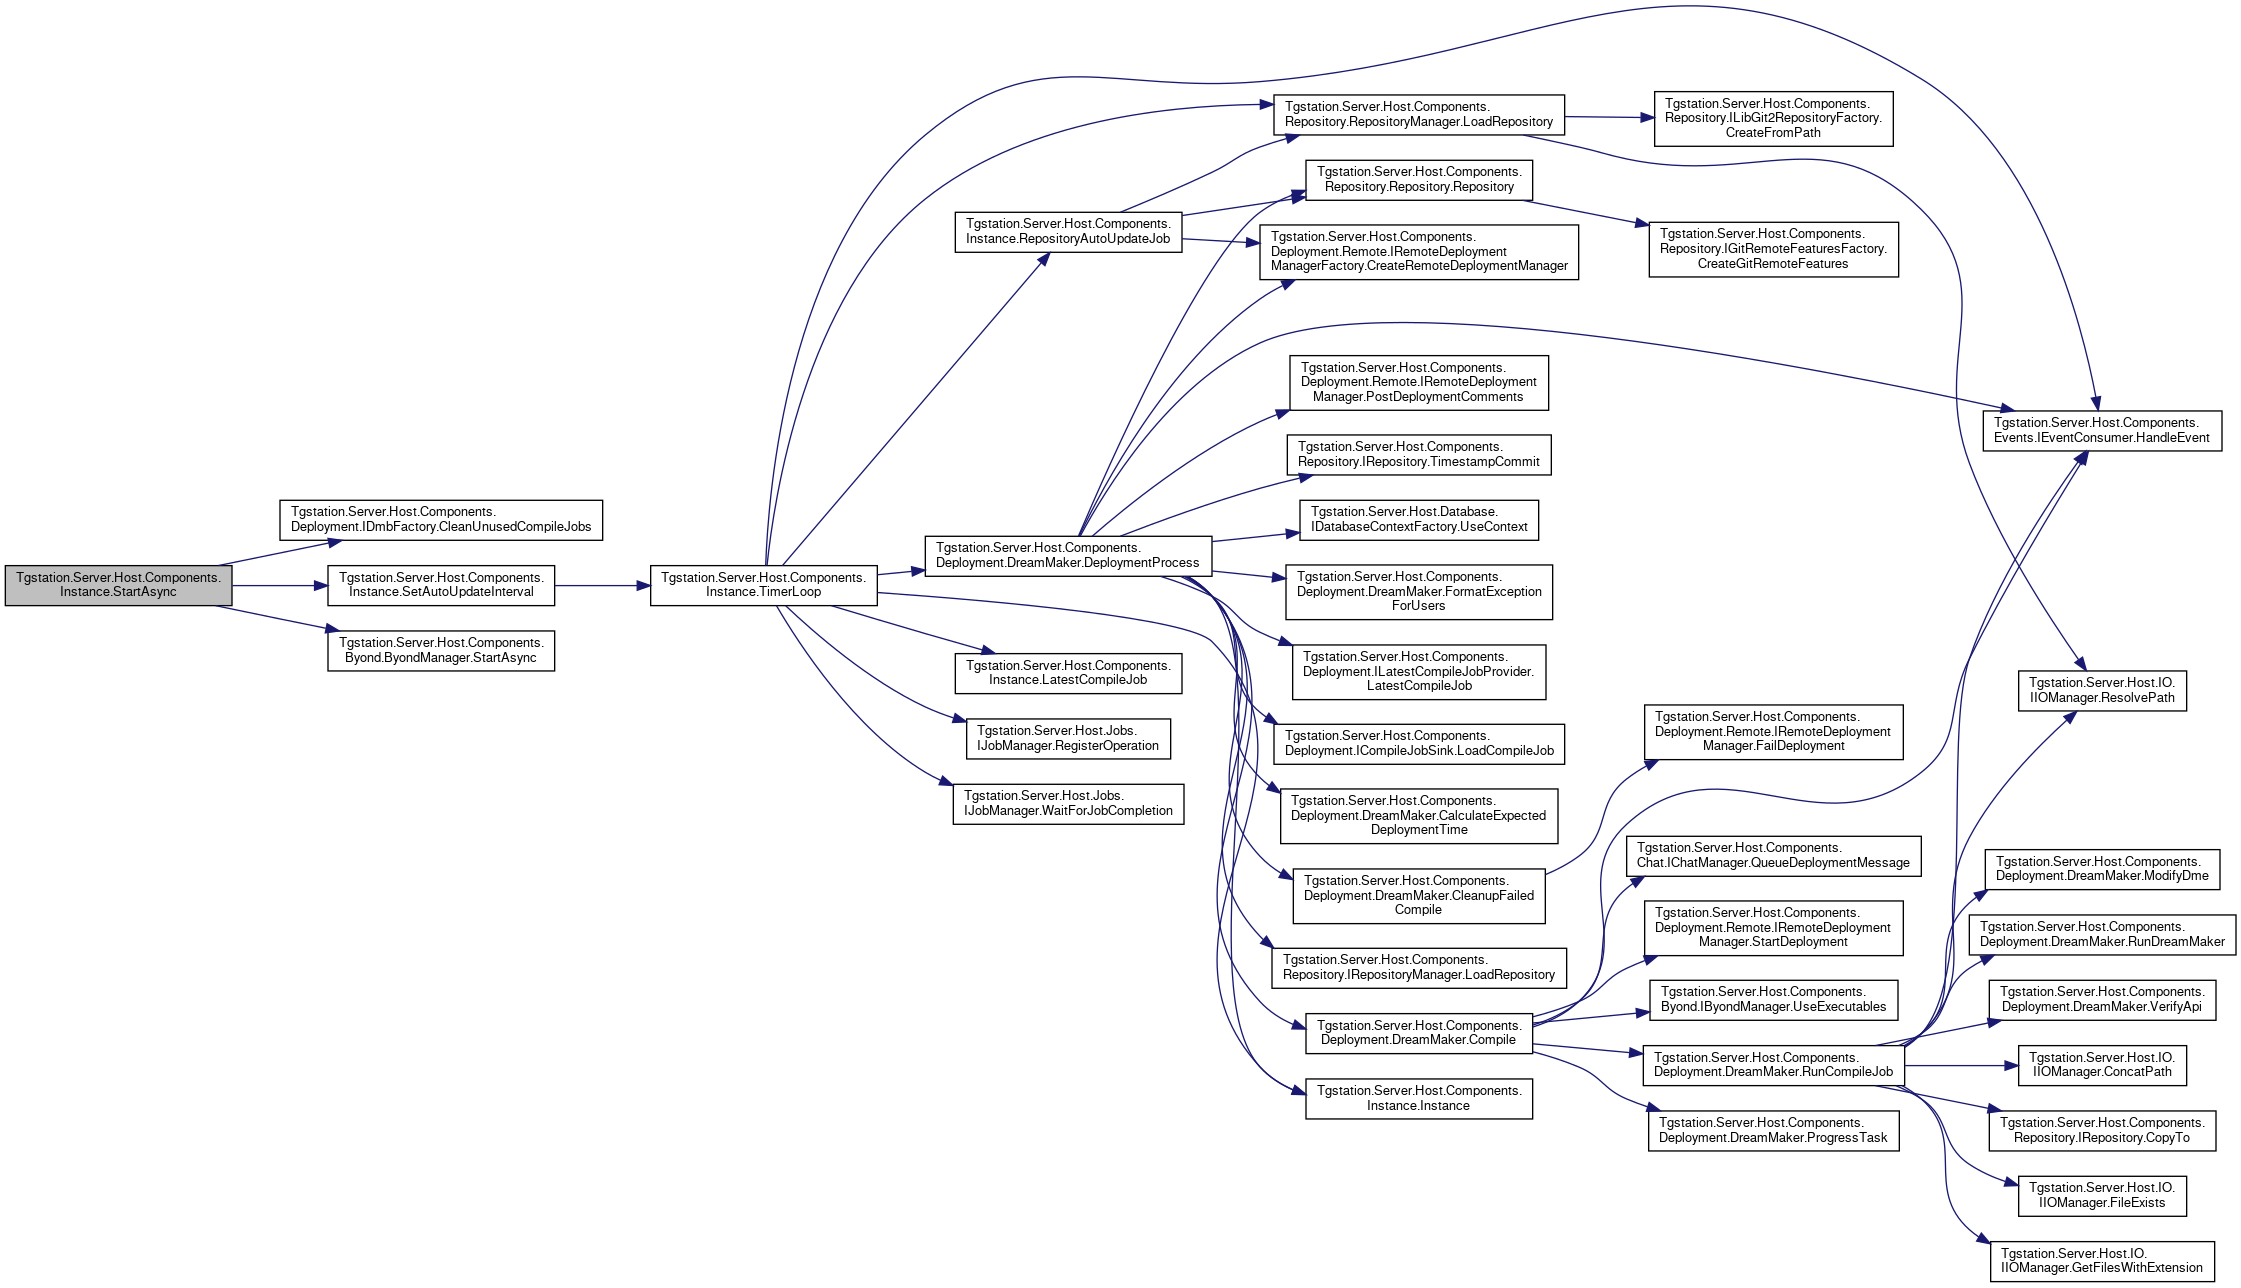 Tgstation.Server.Host.Components.
Instance.StartAsync
Tgstation.Server.Host.Components.
Deployment.IDmbFactory.CleanUnusedCompileJobs
Tgstation.Server.Host.Components.
Instance.SetAutoUpdateInterval
Tgstation.Server.Host.Components.
Byond.ByondManager.StartAsync
Tgstation.Server.Host.Components.
Instance.TimerLoop
Tgstation.Server.Host.Components.
Instance.RepositoryAutoUpdateJob
Tgstation.Server.Host.Components.
Deployment.DreamMaker.DeploymentProcess
Tgstation.Server.Host.Components.
Instance.LatestCompileJob
Tgstation.Server.Host.Jobs.
IJobManager.RegisterOperation
Tgstation.Server.Host.Jobs.
IJobManager.WaitForJobCompletion
Tgstation.Server.Host.Components.
Repository.RepositoryManager.LoadRepository
Tgstation.Server.Host.Components.
Repository.Repository.Repository
Tgstation.Server.Host.Components.
Deployment.Remote.IRemoteDeployment
ManagerFactory.CreateRemoteDeploymentManager
Tgstation.Server.Host.Components.
Deployment.Remote.IRemoteDeployment
Manager.PostDeploymentComments
Tgstation.Server.Host.Components.
Repository.IRepository.TimestampCommit
Tgstation.Server.Host.Database.
IDatabaseContextFactory.UseContext
Tgstation.Server.Host.Components.
Deployment.DreamMaker.FormatException
ForUsers
Tgstation.Server.Host.Components.
Deployment.ILatestCompileJobProvider.
LatestCompileJob
Tgstation.Server.Host.Components.
Deployment.ICompileJobSink.LoadCompileJob
Tgstation.Server.Host.Components.
Deployment.DreamMaker.CalculateExpected
DeploymentTime
Tgstation.Server.Host.Components.
Deployment.DreamMaker.CleanupFailed
Compile
Tgstation.Server.Host.Components.
Repository.IRepositoryManager.LoadRepository
Tgstation.Server.Host.Components.
Deployment.DreamMaker.Compile
Tgstation.Server.Host.Components.
Instance.Instance
Tgstation.Server.Host.Components.
Repository.ILibGit2RepositoryFactory.
CreateFromPath
Tgstation.Server.Host.Components.
Repository.IGitRemoteFeaturesFactory.
CreateGitRemoteFeatures
Tgstation.Server.Host.Components.
Deployment.Remote.IRemoteDeployment
Manager.FailDeployment
Tgstation.Server.Host.Components.
Chat.IChatManager.QueueDeploymentMessage
Tgstation.Server.Host.Components.
Deployment.Remote.IRemoteDeployment
Manager.StartDeployment
Tgstation.Server.Host.Components.
Byond.IByondManager.UseExecutables
Tgstation.Server.Host.Components.
Deployment.DreamMaker.RunCompileJob
Tgstation.Server.Host.Components.
Deployment.DreamMaker.ProgressTask
Tgstation.Server.Host.Components.
Events.IEventConsumer.HandleEvent
Tgstation.Server.Host.IO.
IIOManager.ResolvePath
Tgstation.Server.Host.Components.
Deployment.DreamMaker.ModifyDme
Tgstation.Server.Host.Components.
Deployment.DreamMaker.RunDreamMaker
Tgstation.Server.Host.Components.
Deployment.DreamMaker.VerifyApi
Tgstation.Server.Host.IO.
IIOManager.ConcatPath
Tgstation.Server.Host.Components.
Repository.IRepository.CopyTo
Tgstation.Server.Host.IO.
IIOManager.FileExists
Tgstation.Server.Host.IO.
IIOManager.GetFilesWithExtension